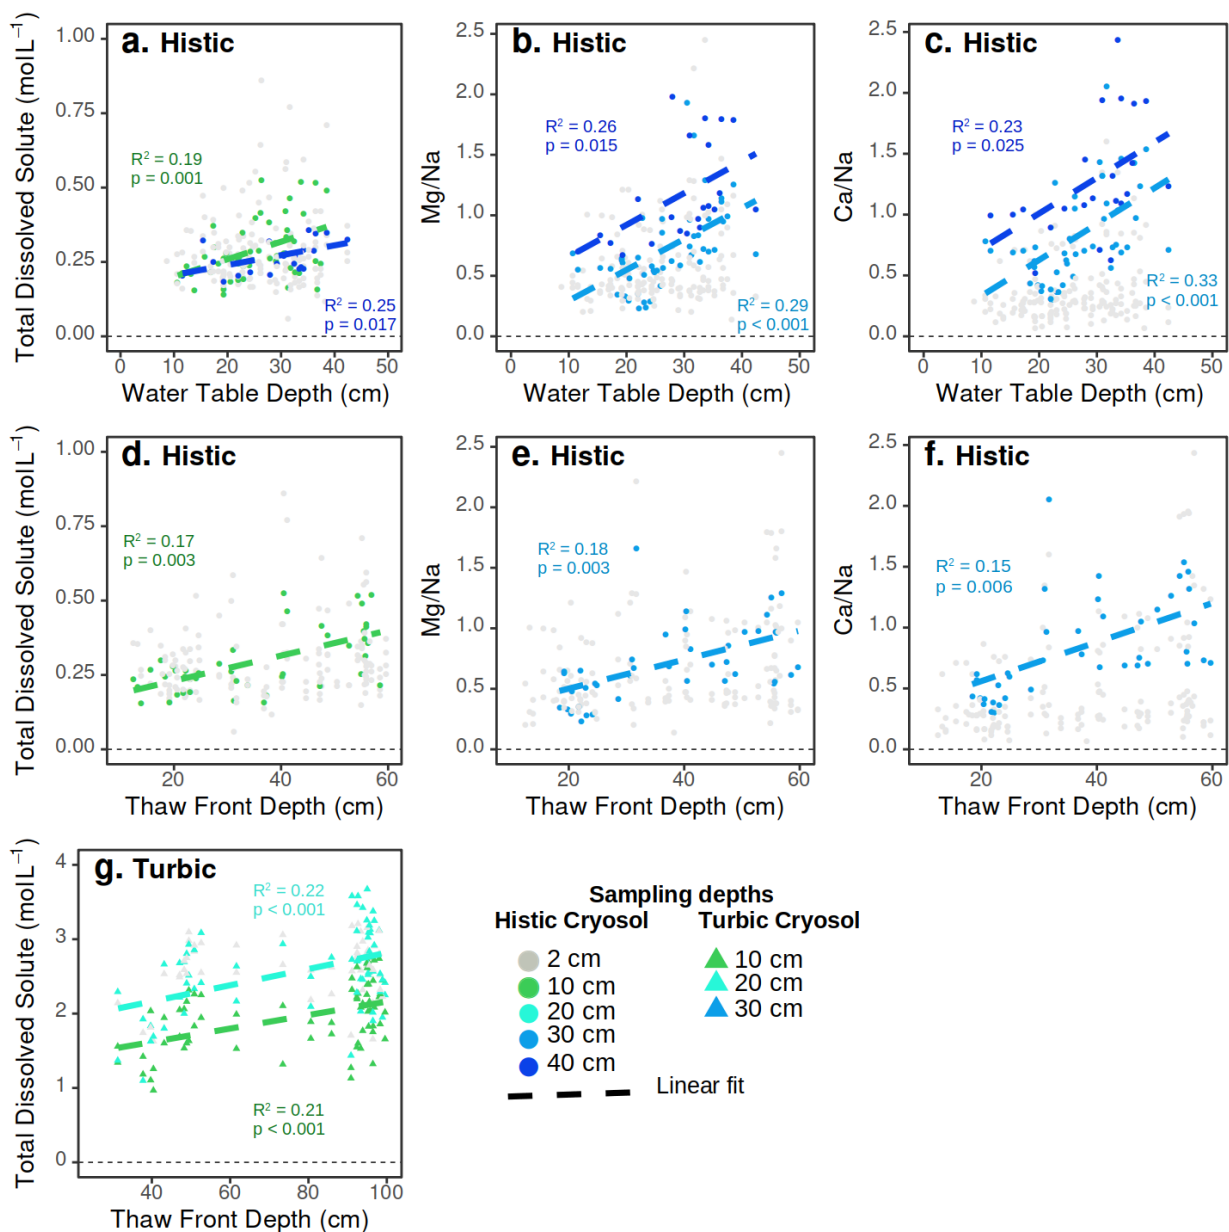 a. Histic
Total Dissolved Solute (molL⁻¹)
1.00
0.75
0.50
0.25
0.00
R² = 0.19
p = 0.001
R² = 0.25
p = 0.017
0 10 20 30 40 50
Water Table Depth (cm)
b. Histic
Mg/Na
2.5
2.0
1.5
1.0
0.5
0.0
R² = 0.26
p = 0.015
R² = 0.29
p < 0.001
0 10 20 30 40 50
Water Table Depth (cm)
c. Histic
Ca/Na
2.5
2.0
1.5
1.0
0.5
0.0
R² = 0.23
p = 0.025
R² = 0.33
p < 0.001
0 10 20 30 40 50
Water Table Depth (cm)
d. Histic
Total Dissolved Solute (molL⁻¹)
1.00
0.75
0.50
0.25
0.00
R² = 0.17
p = 0.003
20 40 60
Thaw Front Depth (cm)
e. Histic
Mg/Na
2.5
2.0
1.5
1.0
0.5
0.0
R² = 0.18
p = 0.003
20 40 60
Thaw Front Depth (cm)
f. Histic
Ca/Na
2.5
2.0
1.5
1.0
0.5
0.0
R² = 0.15
p = 0.006
20 40 60
Thaw Front Depth (cm)
g. Turbic
Total Dissolved Solute (molL⁻¹)
4
3
2
1
0
R² = 0.22
p < 0.001
R² = 0.21
p < 0.001
40 60 80 100
Thaw Front Depth (cm)
Sampling depths
Histic Cryosol
2 cm
10 cm
20 cm
30 cm
40 cm
Turbic Cryosol
10 cm
20 cm
30 cm
Linear fit